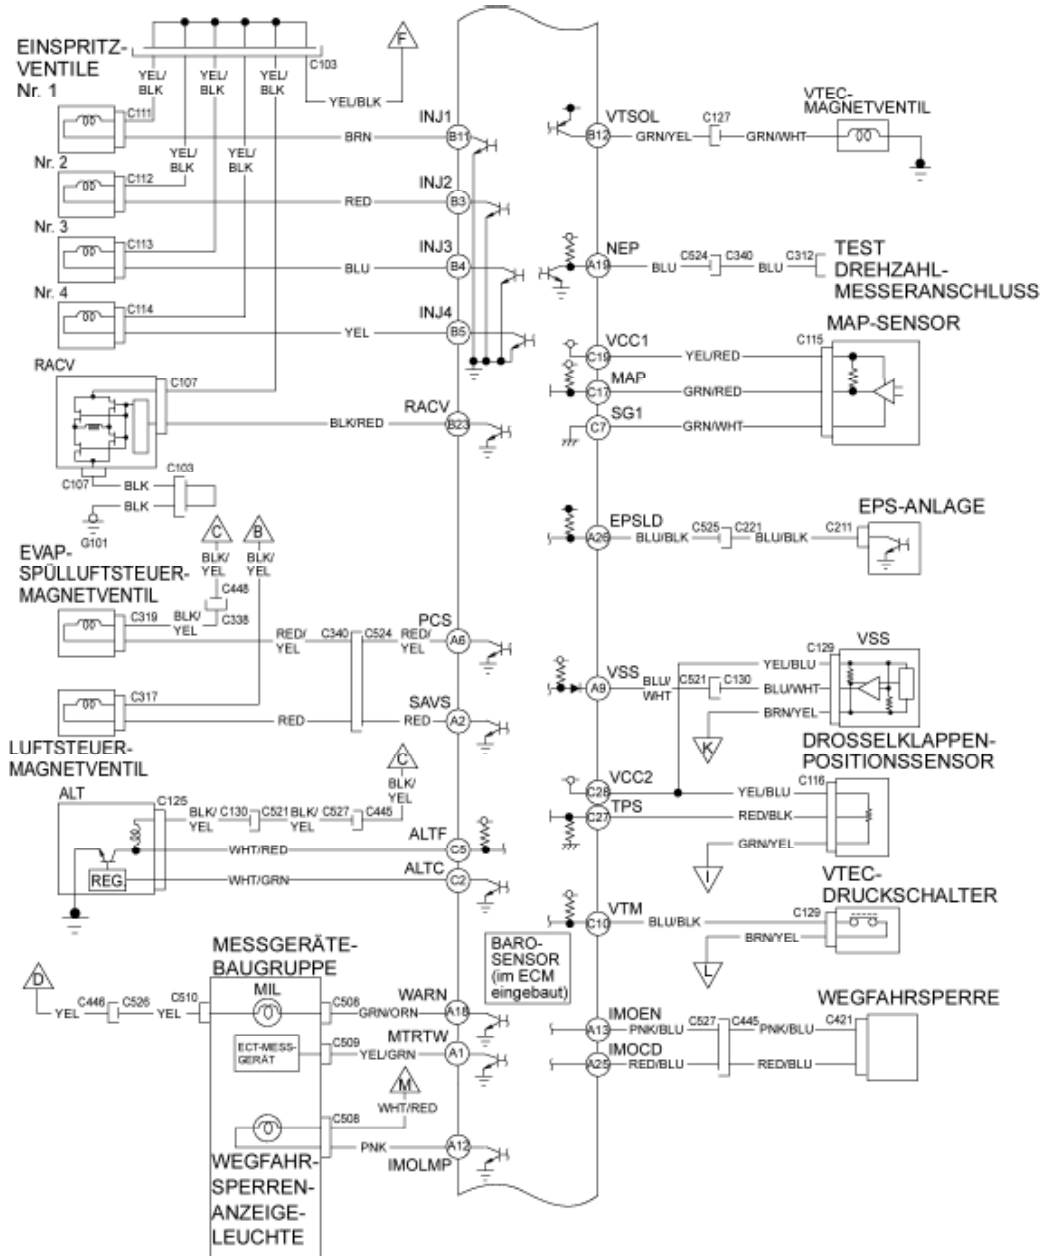 EINSPRITZ-
VENTILE
Nr. 1
YEL/
BLK
YEL/
BLK
YEL/
BLK
C103
YEL/BLK
F
C111
BRN
INJ1
B11
YEL/
BLK
YEL/
BLK
Nr. 2
C112
RED
INJ2
B3
Nr. 3
C113
BLU
INJ3
B4
Nr. 4
C114
YEL
INJ4
B5
RACV
C107
BLK/RED
RACV
B23
C107
BLK
C103
BLK
G101
C
B
EVAP-
SPÜLLUFTSTEUER-
MAGNETVENTIL
BLK/
YEL
BLK/
YEL
C448
C338
C319
BLK/
YEL
RED/
YEL
C340
C524
RED/
YEL
PCS
A6
C317
RED
RED
SAVS
A2
LUFTSTEUER-
MAGNETVENTIL
C
BLK/
YEL
ALT
C125
BLK/
YEL
C130
C521
BLK/
YEL
C527
C445
WHT/RED
ALTF
C5
REG.
WHT/GRN
ALTC
C2
MESSGERÄTE-
BAUGRUPPE
D
YEL
C446
C526
YEL
C510
MIL
C508
GRN/ORN
WARN
A18
ECT-MESS-
GERÄT
C509
YEL/GRN
MTRTW
A1
M
WHT/RED
C508
PNK
A12
IMOLMP
WEGFAHR-
SPERREN-
ANZEIGE-
LEUCHTE
VTSOL
B12
GRN/YEL
C127
GRN/WHT
VTEC-
MAGNETVENTIL
NEP
A19
BLU
C524
C340
BLU
C312
TEST
DREHZAHL-
MESSERANSCHLUSS
MAP-SENSOR
VCC1
C19
YEL/RED
C115
MAP
C17
GRN/RED
SG1
C7
GRN/WHT
EPS-ANLAGE
EPSLD
A26
BLU/BLK
C525
C221
BLU/BLK
C211
VSS
C129
YEL/BLU
VSS
A9
BLU/
WHT
C521
C130
BLU/WHT
BRN/YEL
K
DROSSELKLAPPEN-
POSITIONSSENSOR
VCC2
C28
YEL/BLU
C116
TPS
C27
RED/BLK
GRN/YEL
I
VTEC-
DRUCKSCHALTER
VTM
C10
BLU/BLK
C129
BRN/YEL
L
BARO-
SENSOR
(im ECM
eingebaut)
WEGFAHRSPERRE
IMOEN
A13
PNK/BLU
C527
C445
PNK/BLU
C421
IMOCD
A25
RED/BLU
RED/BLU